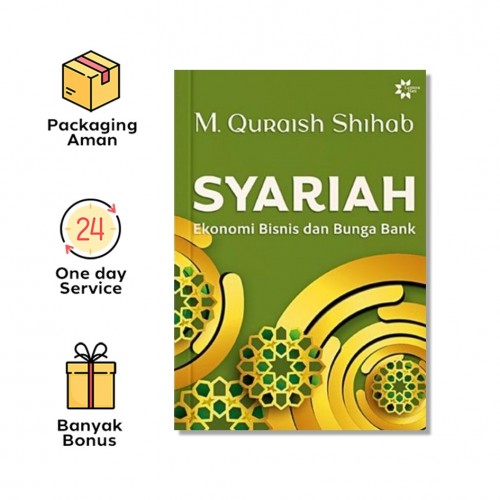 Packaging
Aman
24
One day
Service
Banyak
Bonus
M. Quraish Shihab
SYARIAH
Ekonomi Bisnis dan Bunga Bank